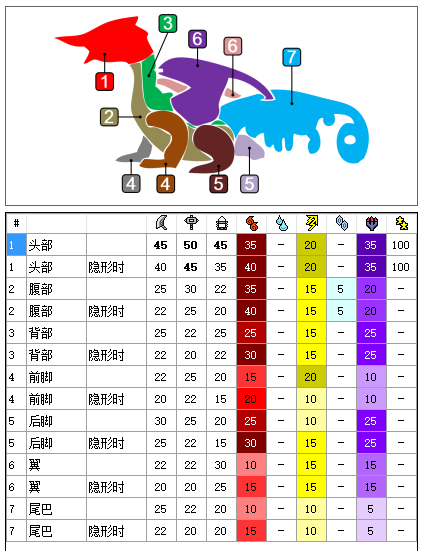 3
6
6
7
1
2
4
4
5
5
#
1 头部 45 50 45 35 — 20 — 35 100
1 头部 隐形时 40 45 35 40 — 20 — 35 100
2 腹部 25 30 22 35 — 15 5 20 —
2 腹部 隐形时 22 25 20 40 — 15 5 20 —
3 背部 25 22 25 25 — 15 — 25 —
3 背部 隐形时 22 20 22 30 — 15 — 25 —
4 前脚 25 22 25 15 — 20 — 10 —
4 前脚 隐形时 20 22 15 20 — 10 — 10 —
5 后脚 30 25 20 25 — 15 — 25 —
5 后脚 隐形时 25 22 15 30 — 15 — 25 —
6 翼 22 22 30 10 — 15 — 15 —
6 翼 隐形时 20 20 25 15 — 15 — 15 —
7 尾巴 25 22 20 10 — 10 — 5 —
7 尾巴 隐形时 22 20 20 15 — 10 — 5 —